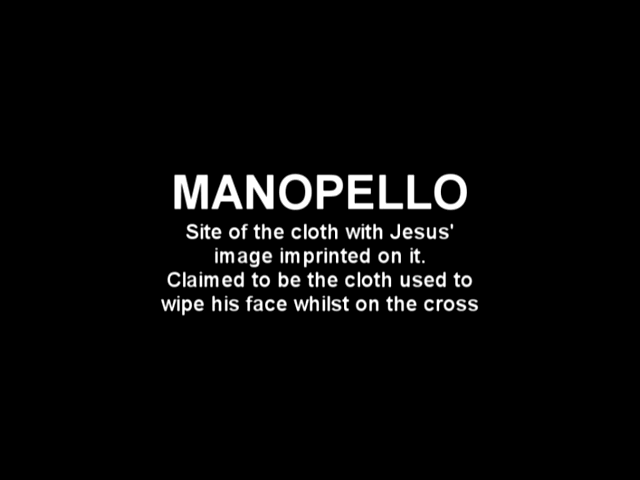 MANOPELLO
Site of the cloth with Jesus'
image imprinted on it.
Claimed to be the cloth used to
wipe his face whilst on the cross